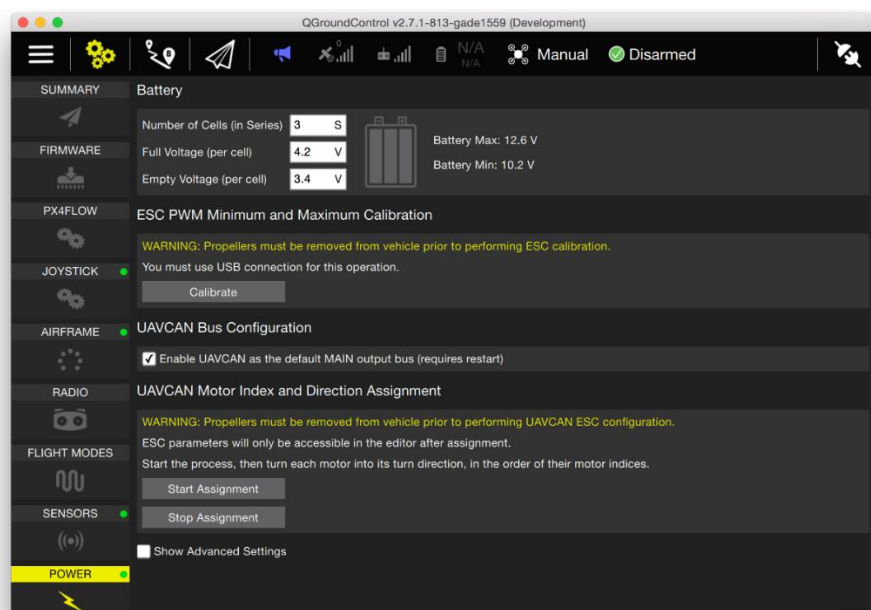 QGroundControl v2.7.1-813-gade1559 (Development)
0 N/A
N/A
Manual Disarmed
SUMMARY
FIRMWARE
PX4FLOW
JOYSTICK
AIRFRAME
RADIO
FLIGHT MODES
SENSORS
POWER
Battery
Number of Cells (in Series) 3 S
Full Voltage (per cell) 4.2 V
Empty Voltage (per cell) 3.4 V
Battery Max: 12.6 V
Battery Min: 10.2 V
ESC PWM Minimum and Maximum Calibration
WARNING: Propellers must be removed from vehicle prior to performing ESC calibration.
You must use USB connection for this operation.
Calibrate
UAVCAN Bus Configuration
Enable UAVCAN as the default MAIN output bus (requires restart)
UAVCAN Motor Index and Direction Assignment
WARNING: Propellers must be removed from vehicle prior to performing UAVCAN ESC configuration.
ESC parameters will only be accessible in the editor after assignment.
Start the process, then turn each motor into its turn direction, in the order of their motor indices.
Start Assignment
Stop Assignment
Show Advanced Settings